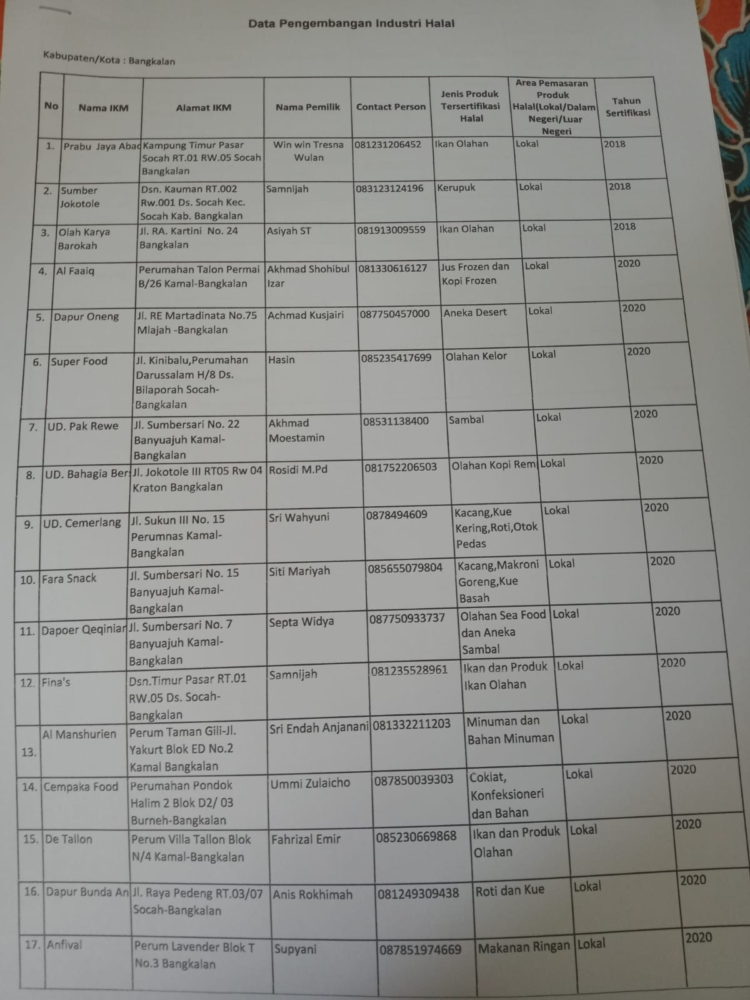 Data Pengembangan Industri Halal
Kabupaten/Kota : Bangkalan
No
Nama IKM
Alamat IKM
Nama Pemilik
Contact Person
Jenis Produk
Tersertifikasi
Halal
Area Pemasaran
Produk
Halal(Lokal/Dalam
Negeri/Luar
Negeri
Tahun
Sertifikasi
1. Prabu Jaya Abad
Kampung Timur Pasar
Socah RT.01 RW.05 Socah
Bangkalan
Win win Tresna
Wulan
081231206452
Ikan Olahan
Lokal
2018
2. Sumber
Jokotole
Dsn. Kauman RT.002
Rw.001 Ds. Socah Kec.
Socah Kab. Bangkalan
Samnijah
083123124196
Kerupuk
Lokal
2018
3. Olah Karya
Barokah
Jl. RA. Kartini No. 24
Bangkalan
Asiyah ST
081913009559
Ikan Olahan
Lokal
2018
4. Al Faaiq
Perumahan Talon Permai
B/26 Kamal-Bangkalan
Akhmad Shohibul
Izar
081330616127
Jus Frozen dan
Kopi Frozen
Lokal
2020
5. Dapur Oneng
Jl. RE Martadinata No.75
Mlajah -Bangkalan
Achmad Kusjairi
087750457000
Aneka Desert
Lokal
2020
6. Super Food
Jl. Kinibalu,Perumahan
Darussalam H/8 Ds.
Bilaporah Socah-
Bangkalan
Hasin
085235417699
Olahan Kelor
Lokal
2020
7. UD. Pak Rewe
Jl. Sumbersari No. 22
Banyuajuh Kamal-
Bangkalan
Akhmad
Moestamin
08531138400
Sambal
Lokal
2020
8. UD. Bahagia Ber
Jl. Jokotole III RT05 Rw 04
Kraton Bangkalan
Rosidi M.Pd
081752206503
Olahan Kopi Rem
Lokal
2020
9. UD. Cemerlang
Jl. Sukun III No. 15
Perumnas Kamal-
Bangkalan
Sri Wahyuni
0878494609
Kacang,Kue
Kering,Roti,Otok
Pedas
Lokal
2020
10. Fara Snack
Jl. Sumbersari No. 15
Banyuajuh Kamal-
Bangkalan
Siti Mariyah
085655079804
Kacang,Makroni
Goreng,Kue
Basah
Lokal
2020
11. Dapoer Qeqinian
Jl. Sumbersari No. 7
Banyuajuh Kamal-
Bangkalan
Septa Widya
087750933737
Olahan Sea Food
dan Aneka
Sambal
Lokal
2020
12. Fina's
Dsn.Timur Pasar RT.01
RW.05 Ds. Socah-
Bangkalan
Samnijah
081235528961
Ikan dan Produk
Ikan Olahan
Lokal
2020
13. Al Manshurien
Perum Taman Gili-Jl.
Yakurt Blok ED No.2
Kamal Bangkalan
Sri Endah Anjanani
081332211203
Minuman dan
Bahan Minuman
Lokal
2020
14. Cempaka Food
Perumahan Pondok
Halim 2 Blok D2/ 03
Burneh-Bangkalan
Ummi Zulaicho
087850039303
Coklat,
Konfeksioneri
dan Bahan
Lokal
2020
15. De Tallon
Perum Villa Tallon Blok
N/4 Kamal-Bangkalan
Fahrizal Emir
085230669868
Ikan dan Produk
Olahan
Lokal
2020
16. Dapur Bunda An
Jl. Raya Pedeng RT.03/07
Socah-Bangkalan
Anis Rokhimah
081249309438
Roti dan Kue
Lokal
2020
17. Anfival
Perum Lavender Blok T
No.3 Bangkalan
Supyani
087851974669
Makanan Ringan
Lokal
2020